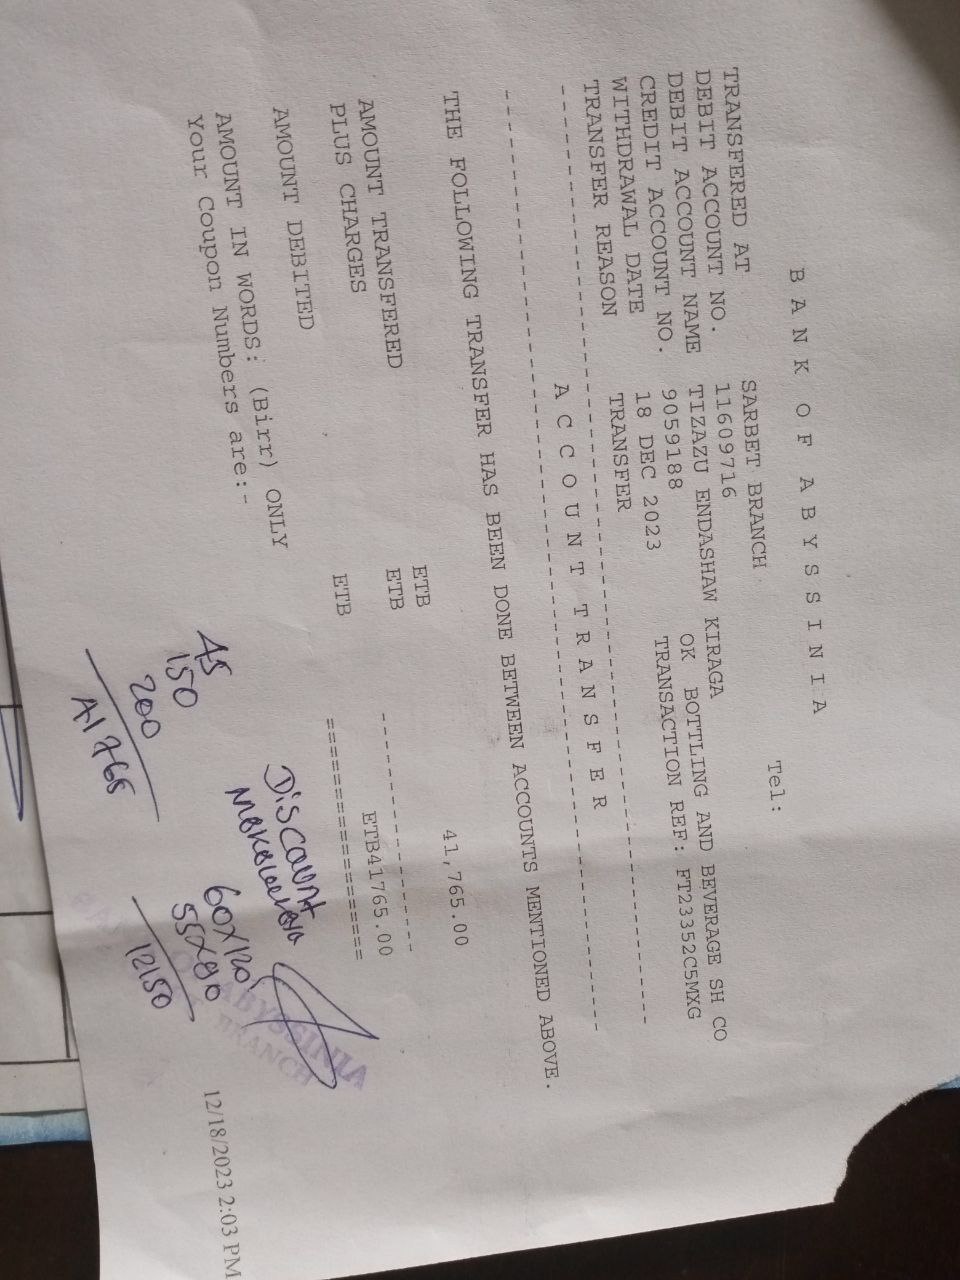 B A N K O F A B Y S S I N I A
Tel:
TRANSFERED AT SARBET BRANCH
DEBIT ACCOUNT NO. 11609716
DEBIT ACCOUNT NAME TIZAZU ENDASHAW KIRAGA
CREDIT ACCOUNT NO. 9059188 OK BOTTLING AND BEVERAGE SH CO
WITHDRAWAL DATE 18 DEC 2023 TRANSACTION REF: FT23352C5MXG
TRANSFER REASON TRANSFER
A C C O U N T T R A N S F E R
THE FOLLOWING TRANSFER HAS BEEN DONE BETWEEN ACCOUNTS MENTIONED ABOVE.
AMOUNT TRANSFERED ETB 41,765.00
PLUS CHARGES ETB
AMOUNT DEBITED ETB ETB41765.00
AMOUNT IN WORDS: (Birr) ONLY
Your Coupon Numbers are:-
Discount
60x120
55x90
12150
45
150
200
41765
ABYSSINIA
BRANCH
12/18/2023 2:03 PM